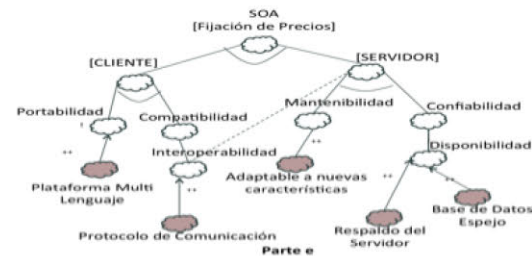 SOA
[Fijación de Precios]
[CLIENTE]
[SERVIDOR]
Portabilidad
Compatibilidad
Mantenibilidad
Confiabilidad
!
++
Interoperabilidad
++
Disponibilidad
++
Plataforma Multi
Lenguaje
Adaptable a nuevas
características
++
++
Protocolo de Comunicación
Respaldo del
Servidor
Base de Datos
Espejo
Parte e